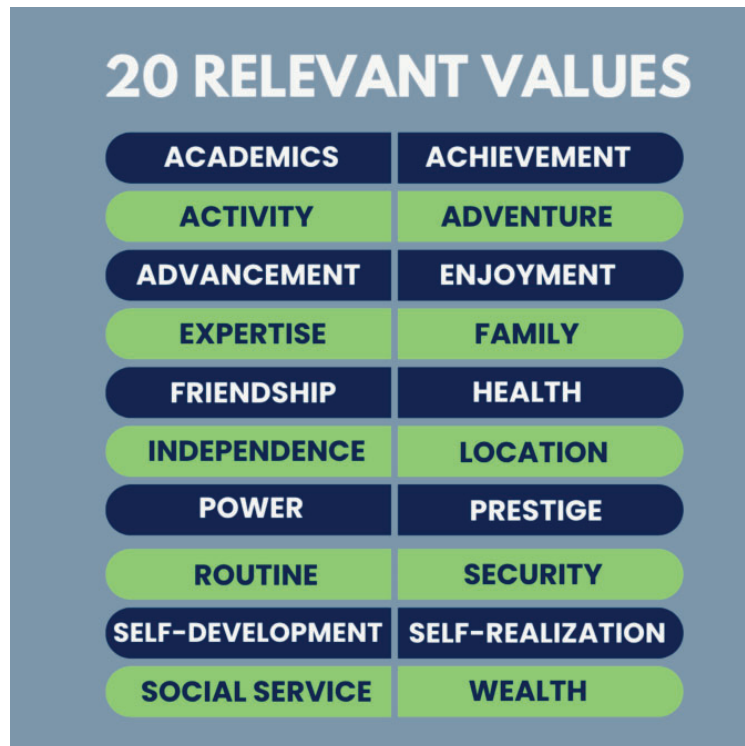 20 RELEVANT VALUES
ACADEMICS ACHIEVEMENT
ACTIVITY ADVENTURE
ADVANCEMENT ENJOYMENT
EXPERTISE FAMILY
FRIENDSHIP HEALTH
INDEPENDENCE LOCATION
POWER PRESTIGE
ROUTINE SECURITY
SELF-DEVELOPMENT SELF-REALIZATION
SOCIAL SERVICE WEALTH